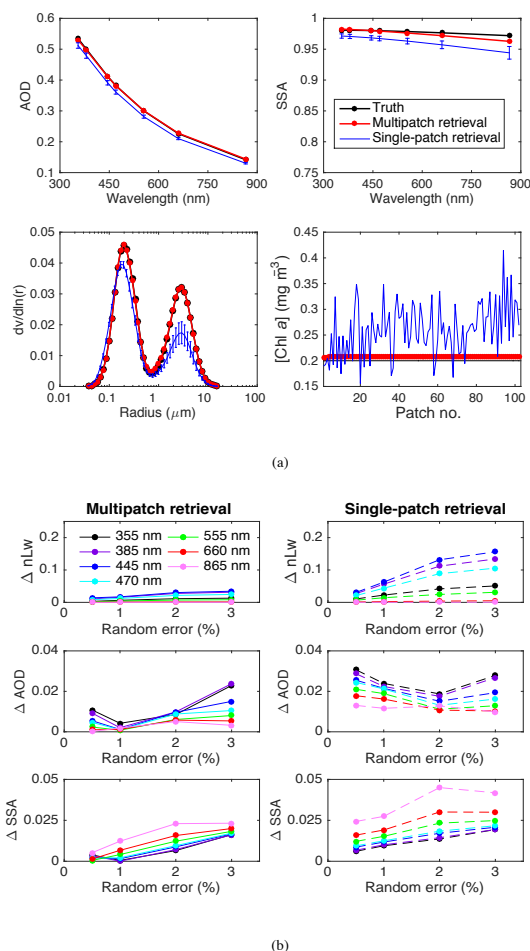 0.6
0.5
0.4
0.3
0.2
0.1
AOD
300 450 600 750 900
Wavelength (nm)
1
0.95
0.9
0.85
0.8
0.75
SSA
Truth
Multipatch retrieval
Single-patch retrieval
300 450 600 750 900
Wavelength (nm)
0.05
0.04
0.03
0.02
0.01
0
dv/dln(r)
0.01 0.1 1 10 100
Radius (μm)
0.45
0.4
0.35
0.3
0.25
0.2
0.15
[Chl a] (mg m̄³)
20 40 60 80 100
Patch no.
(a)
Multipatch retrieval
Single-patch retrieval
0.2
0.1
0
Δ nLw
355 nm
385 nm
445 nm
470 nm
555 nm
660 nm
865 nm
0 1 2 3
Random error (%)
0.2
0.1
0
Δ nLw
0 1 2 3
Random error (%)
0.04
0.02
0
Δ AOD
0 1 2 3
Random error (%)
0.04
0.02
0
Δ AOD
0 1 2 3
Random error (%)
0.05
0.025
0
Δ SSA
0 1 2 3
Random error (%)
0.05
0.025
0
Δ SSA
0 1 2 3
Random error (%)
(b)